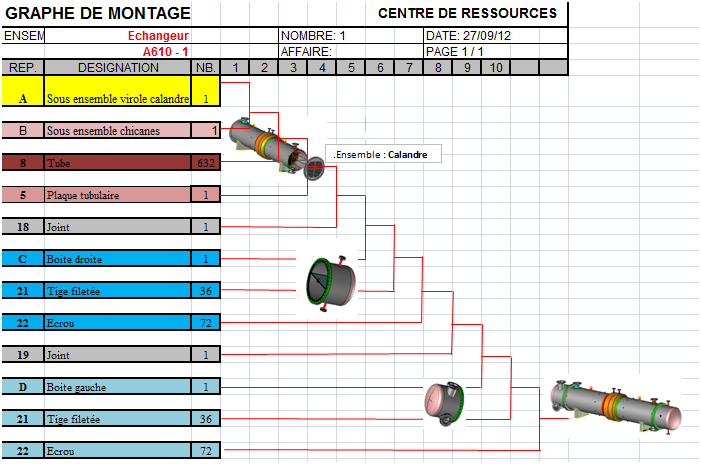 GRAPHE DE MONTAGE CENTRE DE RESSOURCES
ENSEM Echangeur NOMBRE: 1 DATE: 27/09/12
A610 - 1 AFFAIRE: PAGE 1 / 1
REP. DESIGNATION NB. 1 2 3 4 5 6 7 8 9 10
A Sous ensemble virole calandre 1
B Sous ensemble chicanes 1
.Ensemble : Calandre
8 Tube 632
5 Plaque tubulaire 1
18 Joint 1
C Boite droite 1
21 Tige filetée 36
22 Ecrou 72
19 Joint 1
D Boite gauche 1
21 Tige filetée 36
22 Ecrou 72